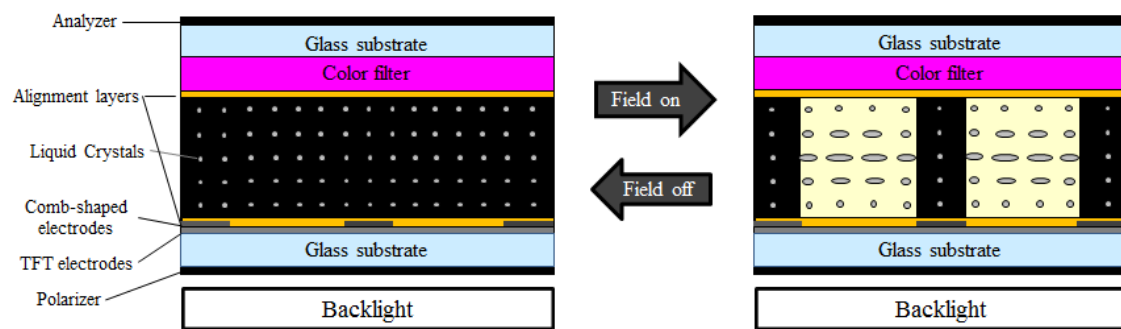 Analyzer
Glass substrate
Color filter
Alignment layers
Liquid Crystals
Comb-shaped
electrodes
TFT electrodes
Glass substrate
Polarizer
Backlight
Field on
Field off
Glass substrate
Color filter
Glass substrate
Backlight